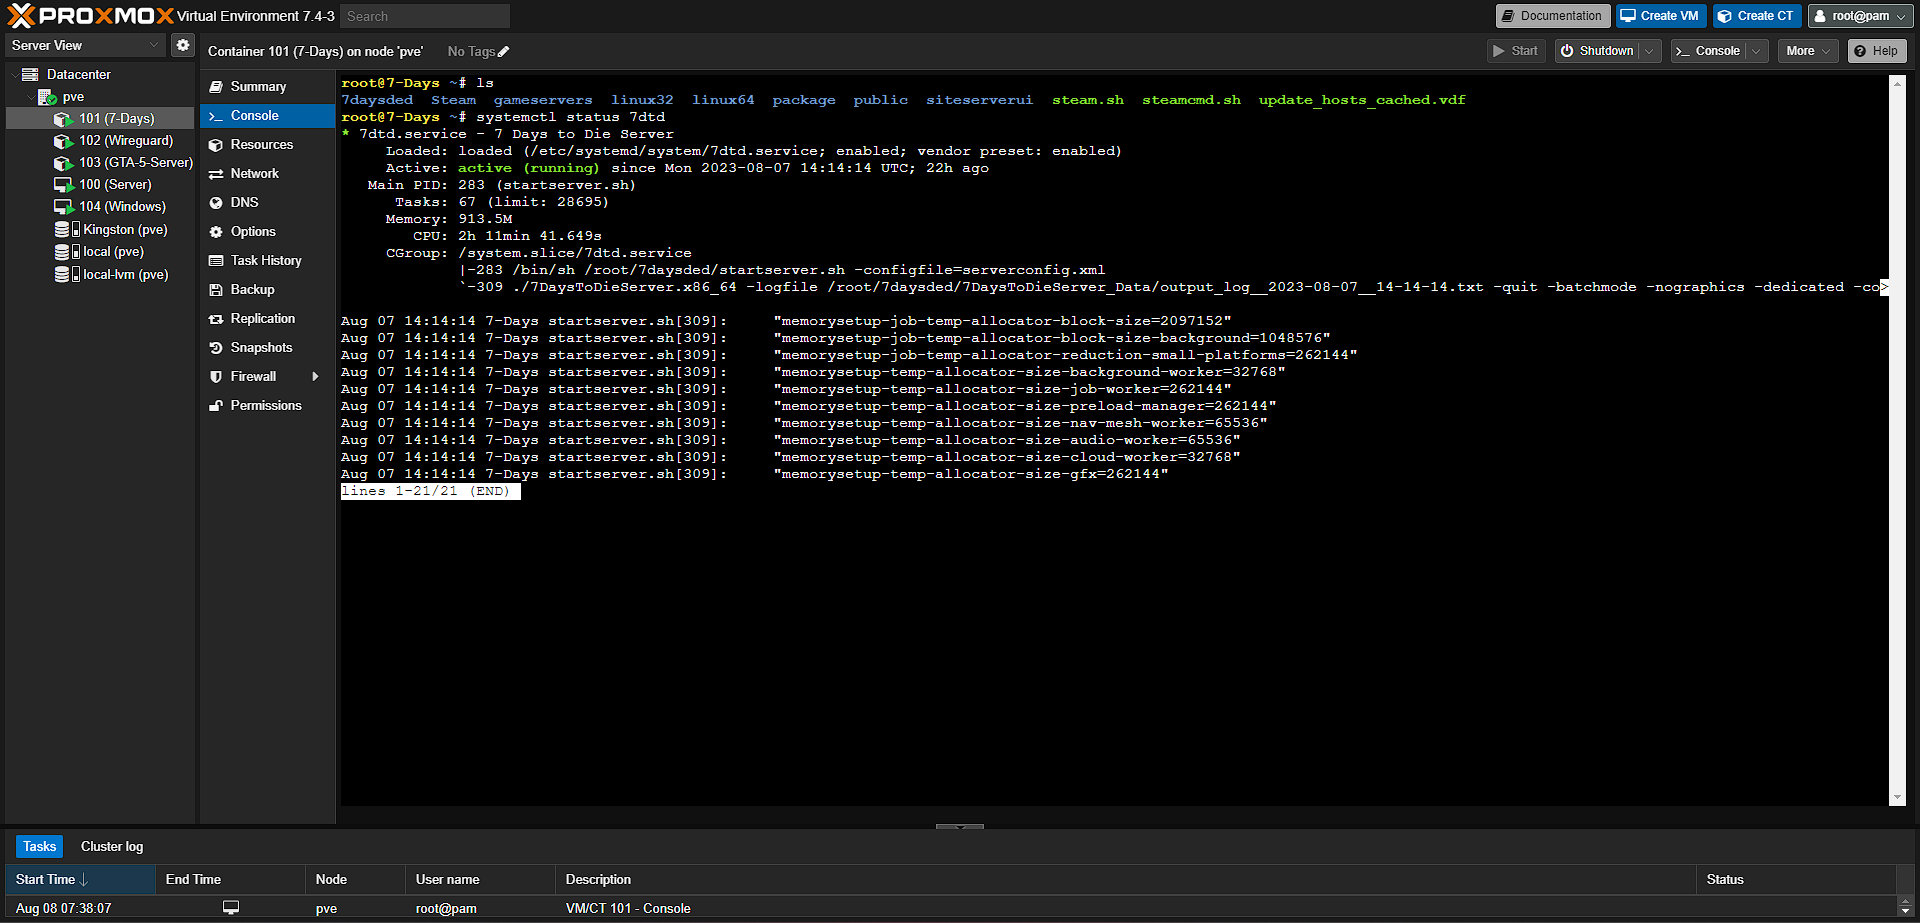 PROXMOX Virtual Environment 7.4-3 Search Documentation Create VM Create CT root@pam
Server View
Container 101 (7-Days) on node 'pve' No Tags Start Shutdown Console More Help
Datacenter
pve
101 (7-Days)
102 (Wireguard)
103 (GTA-5-Server)
100 (Server)
104 (Windows)
Kingston (pve)
local (pve)
local-lvm (pve)
Summary
Console
Resources
Network
DNS
Options
Task History
Backup
Replication
Snapshots
Firewall
Permissions
root@7-Days ~# ls
7daysded Steam gameservers linux32 linux64 package public siteserverui steam.sh steamcmd.sh update_hosts_cached.vdf
root@7-Days ~# systemctl status 7dtd
* 7dtd.service - 7 Days to Die Server
Loaded: loaded (/etc/systemd/system/7dtd.service; enabled; vendor preset: enabled)
Active: active (running) since Mon 2023-08-07 14:14:14 UTC; 22h ago
Main PID: 283 (startserver.sh)
Tasks: 67 (limit: 28695)
Memory: 913.5M
CPU: 2h 11min 41.649s
CGroup: /system.slice/7dtd.service
|-283 /bin/sh /root/7daysded/startserver.sh -configfile=serverconfig.xml
`-309 ./7DaysToDieServer.x86_64 -logfile /root/7daysded/7DaysToDieServer_Data/output_log__2023-08-07__14-14-14.txt -quit -batchmode -nographics -dedicated -co>
Aug 07 14:14:14 7-Days startserver.sh[309]: "memorysetup-job-temp-allocator-block-size=2097152"
Aug 07 14:14:14 7-Days startserver.sh[309]: "memorysetup-job-temp-allocator-block-size-background=1048576"
Aug 07 14:14:14 7-Days startserver.sh[309]: "memorysetup-job-temp-allocator-reduction-small-platforms=262144"
Aug 07 14:14:14 7-Days startserver.sh[309]: "memorysetup-temp-allocator-size-background-worker=32768"
Aug 07 14:14:14 7-Days startserver.sh[309]: "memorysetup-temp-allocator-size-job-worker=262144"
Aug 07 14:14:14 7-Days startserver.sh[309]: "memorysetup-temp-allocator-size-preload-manager=262144"
Aug 07 14:14:14 7-Days startserver.sh[309]: "memorysetup-temp-allocator-size-nav-mesh-worker=65536"
Aug 07 14:14:14 7-Days startserver.sh[309]: "memorysetup-temp-allocator-size-audio-worker=65536"
Aug 07 14:14:14 7-Days startserver.sh[309]: "memorysetup-temp-allocator-size-cloud-worker=32768"
Aug 07 14:14:14 7-Days startserver.sh[309]: "memorysetup-temp-allocator-size-gfx=262144"
lines 1-21/21 (END)
Tasks Cluster log
Start Time End Time Node User name Description Status
Aug 08 07:38:07 pve root@pam VM/CT 101 - Console